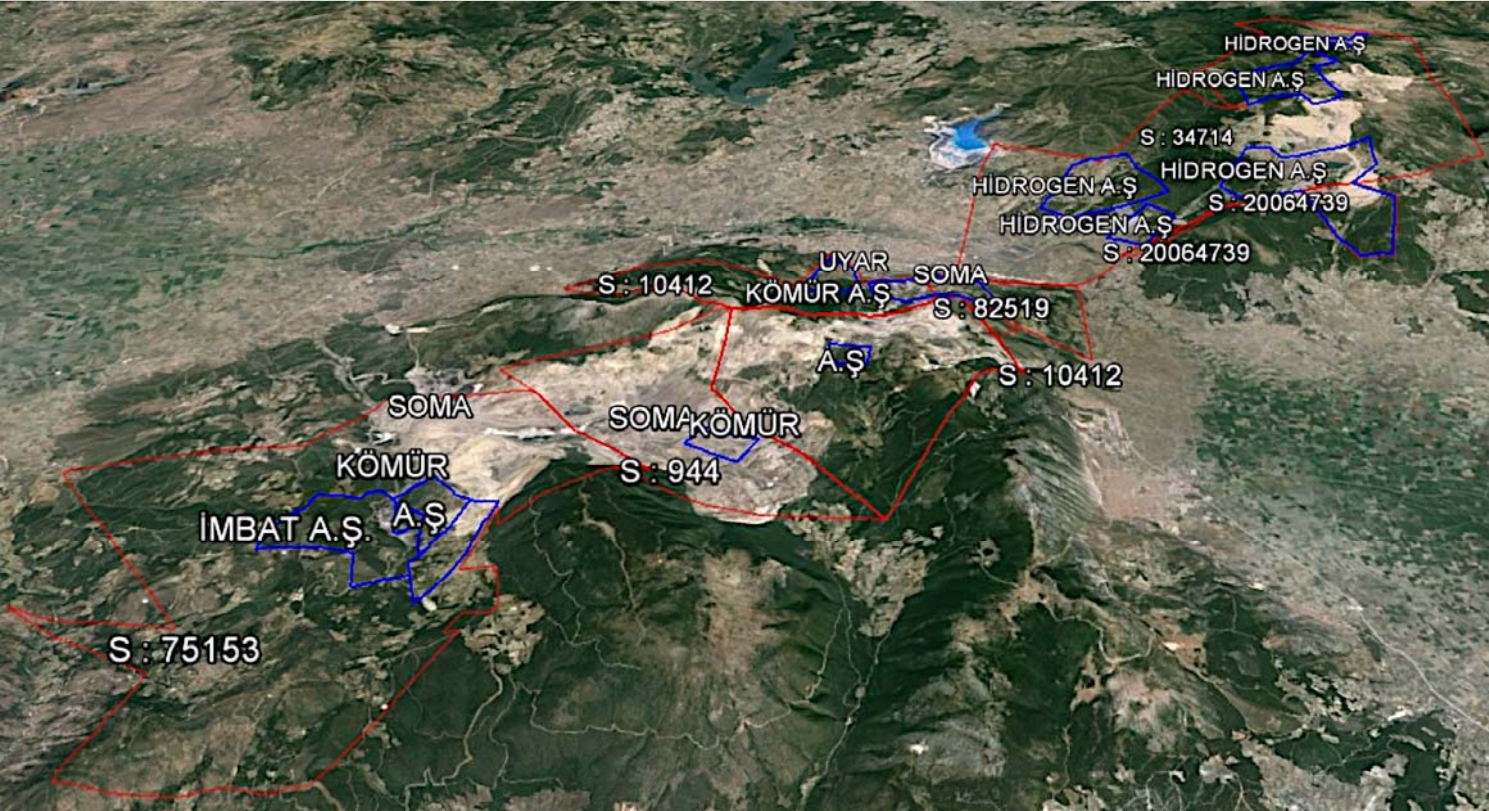 HİDROGEN A.Ş
HİDROGEN A.Ş
S : 34714
HİDROGEN A.Ş
HİDROGEN A.Ş
S : 20064739
HİDROGEN A.Ş
S : 20064739
UYAR
KÖMÜR A.Ş
SOMA
S : 10412
S : 82519
A.Ş
S : 10412
SOMA
SOMA
KÖMÜR
S : 944
KÖMÜR
A.Ş
İMBAT A.Ş.
S : 75153